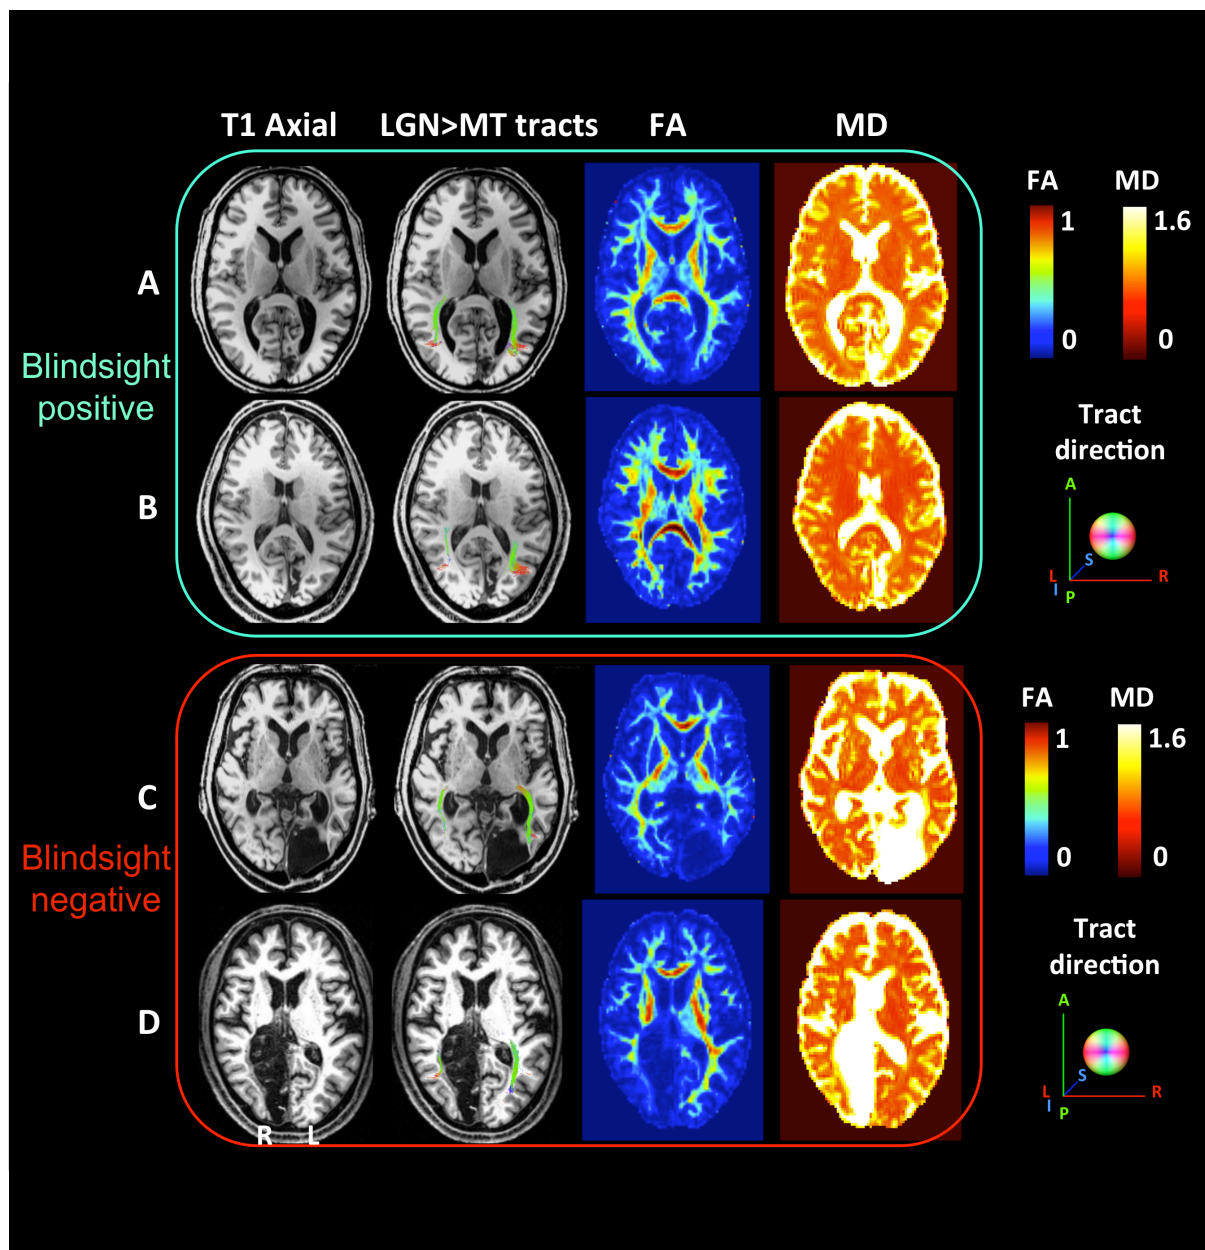 T1 Axial LGN>MT tracts FA MD
FA MD
1 1.6
A
0 0
Blindsight
positive
Tract
direction
A
B
S
L R
I P
FA MD
1 1.6
C
0 0
Blindsight
negative
Tract
direction
A
D
S
L R
I P
R L